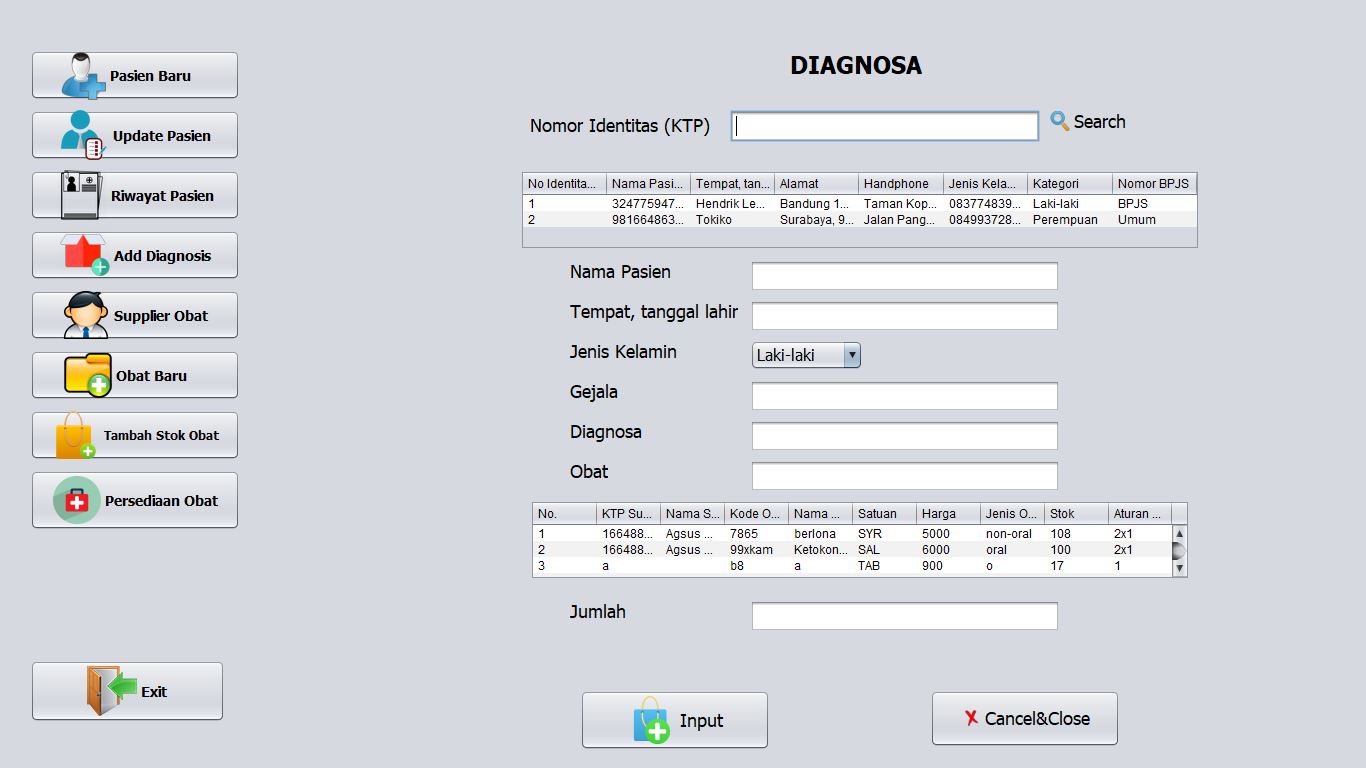 Pasien Baru
Update Pasien
Riwayat Pasien
Add Diagnosis
Supplier Obat
Obat Baru
Tambah Stok Obat
Persediaan Obat
Exit
DIAGNOSA
Nomor Identitas (KTP) Search
No Identita... Nama Pasi... Tempat, tan... Alamat Handphone Jenis Kela... Kategori Nomor BPJS
1 324775947... Hendrik Le... Bandung 1... Taman Kop... 083774839... Laki-laki BPJS
2 981664863... Tokiko Surabaya, 9... Jalan Pang... 084993728... Perempuan Umum
Nama Pasien
Tempat, tanggal lahir
Jenis Kelamin Laki-laki
Gejala
Diagnosa
Obat
No. KTP Su... Nama S... Kode O... Nama ... Satuan Harga Jenis O... Stok Aturan ...
1 166488... Agsus ... 7865 berlona SYR 5000 non-oral 108 2x1
2 166488... Agsus ... 99xkam Ketokon... SAL 6000 oral 100 2x1
3 a b8 a TAB 900 o 17 1
Jumlah
Input
Cancel&Close